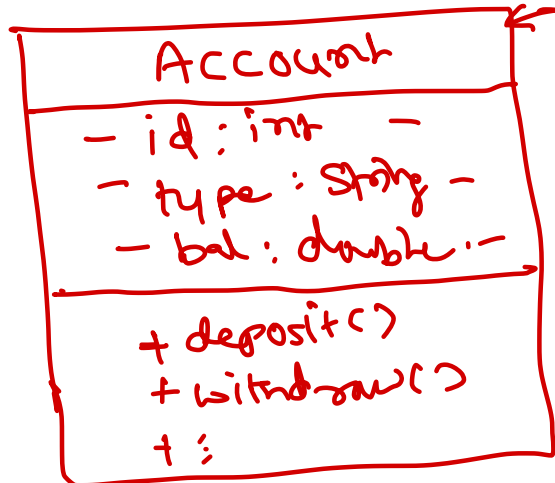 Account
- id : int -
- type : String -
- bal : double -
+ deposit()
+ withdraw()
+ :